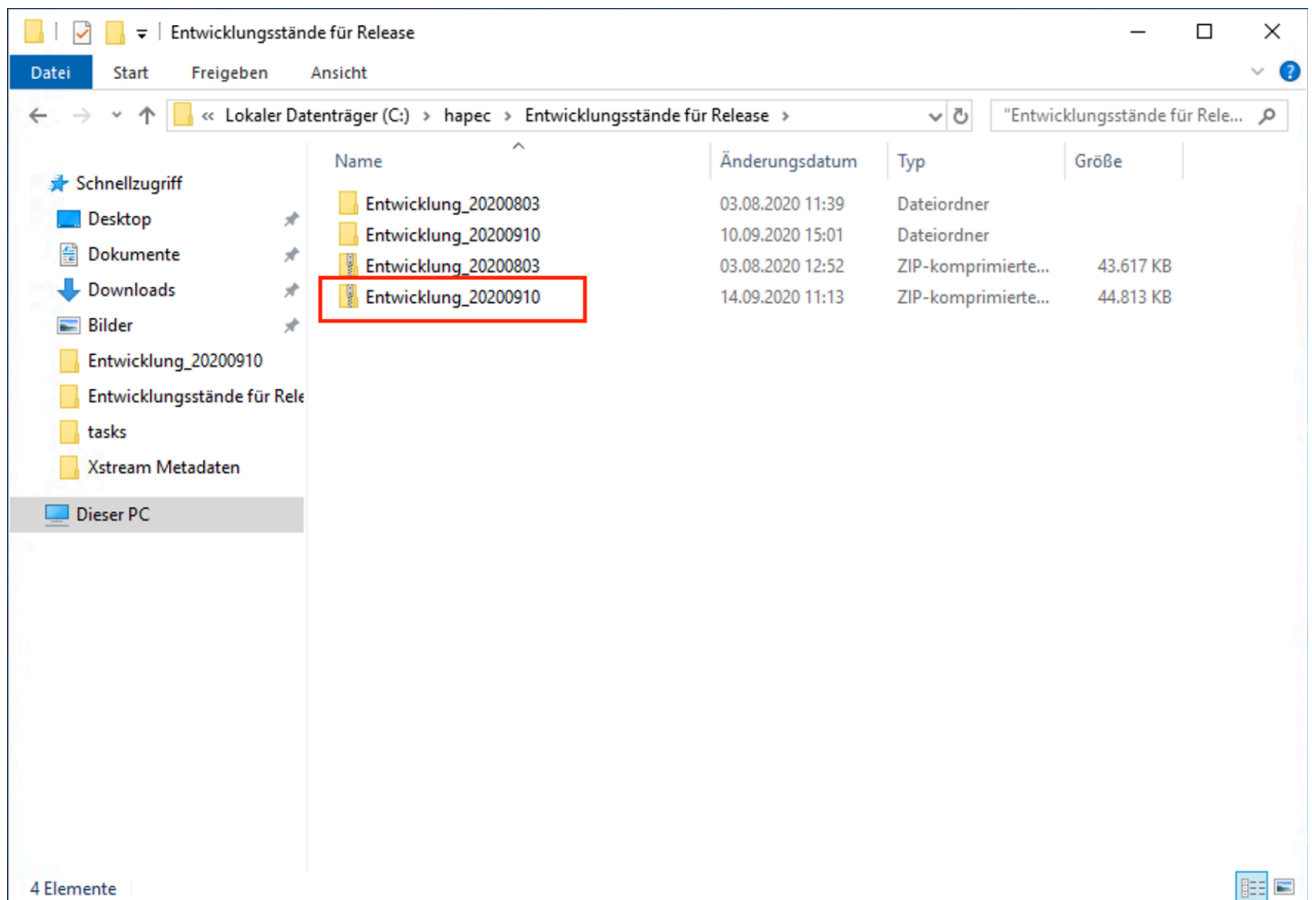 Entwicklungsstände für Release
Datei Start Freigeben Ansicht
« Lokaler Datenträger (C:) › hapec › Entwicklungsstände für Release ›
"Entwicklungsstände für Rele...
Name Änderungsdatum Typ Größe
Schnellzugriff
Desktop
Dokumente
Downloads
Bilder
Entwicklung_20200910
Entwicklungsstände für Rele
tasks
Xstream Metadaten
Dieser PC
Entwicklung_20200803 03.08.2020 11:39 Dateiordner
Entwicklung_20200910 10.09.2020 15:01 Dateiordner
Entwicklung_20200803 03.08.2020 12:52 ZIP-komprimierte... 43.617 KB
Entwicklung_20200910 14.09.2020 11:13 ZIP-komprimierte... 44.813 KB
4 Elemente